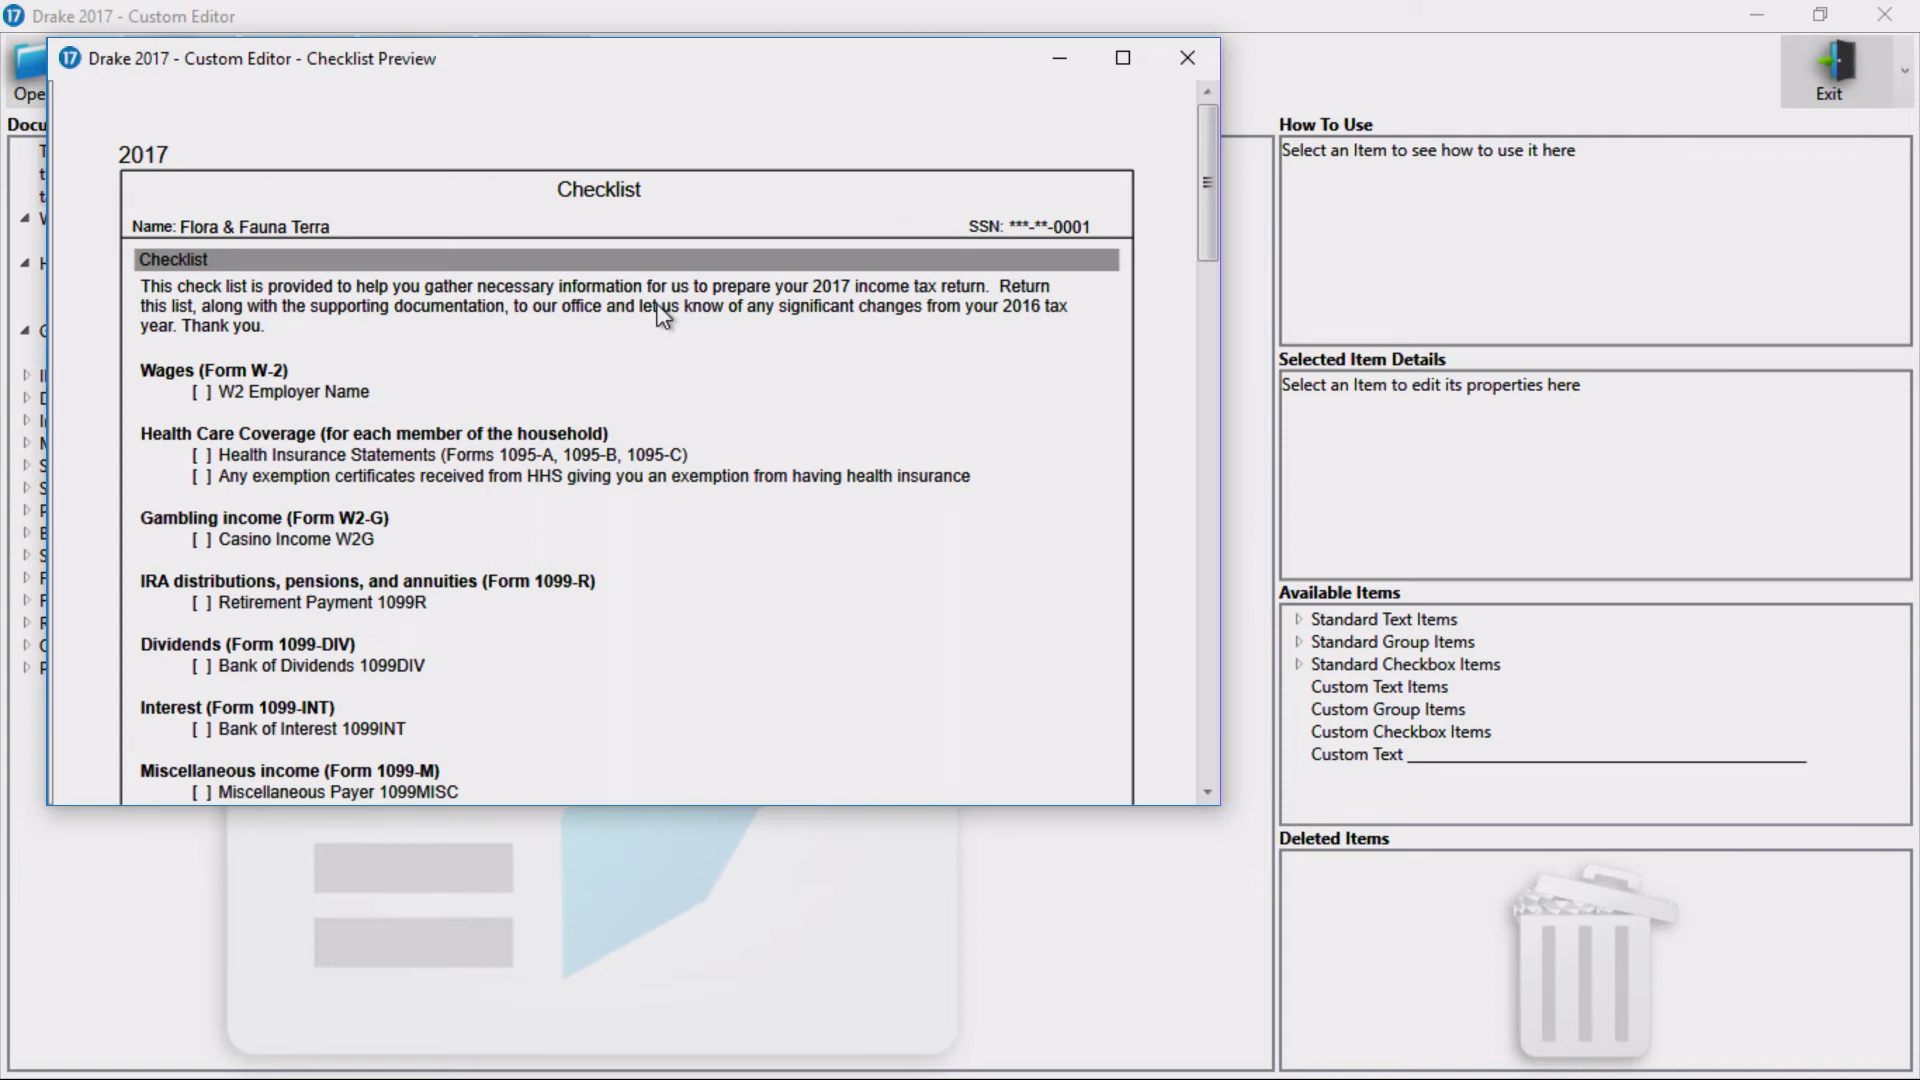 17 Drake 2017 - Custom Editor
17 Drake 2017 - Custom Editor - Checklist Preview
Exit
2017
Checklist
Name: Flora & Fauna Terra SSN: ***-**-0001
Checklist
This check list is provided to help you gather necessary information for us to prepare your 2017 income tax return. Return
this list, along with the supporting documentation, to our office and let us know of any significant changes from your 2016 tax
year. Thank you.
Wages (Form W-2)
[ ] W2 Employer Name
Health Care Coverage (for each member of the household)
[ ] Health Insurance Statements (Forms 1095-A, 1095-B, 1095-C)
[ ] Any exemption certificates received from HHS giving you an exemption from having health insurance
Gambling income (Form W2-G)
[ ] Casino Income W2G
IRA distributions, pensions, and annuities (Form 1099-R)
[ ] Retirement Payment 1099R
Dividends (Form 1099-DIV)
[ ] Bank of Dividends 1099DIV
Interest (Form 1099-INT)
[ ] Bank of Interest 1099INT
Miscellaneous income (Form 1099-M)
[ ] Miscellaneous Payer 1099MISC
How To Use
Select an Item to see how to use it here
Selected Item Details
Select an Item to edit its properties here
Available Items
Standard Text Items
Standard Group Items
Standard Checkbox Items
Custom Text Items
Custom Group Items
Custom Checkbox Items
Custom Text
Deleted Items